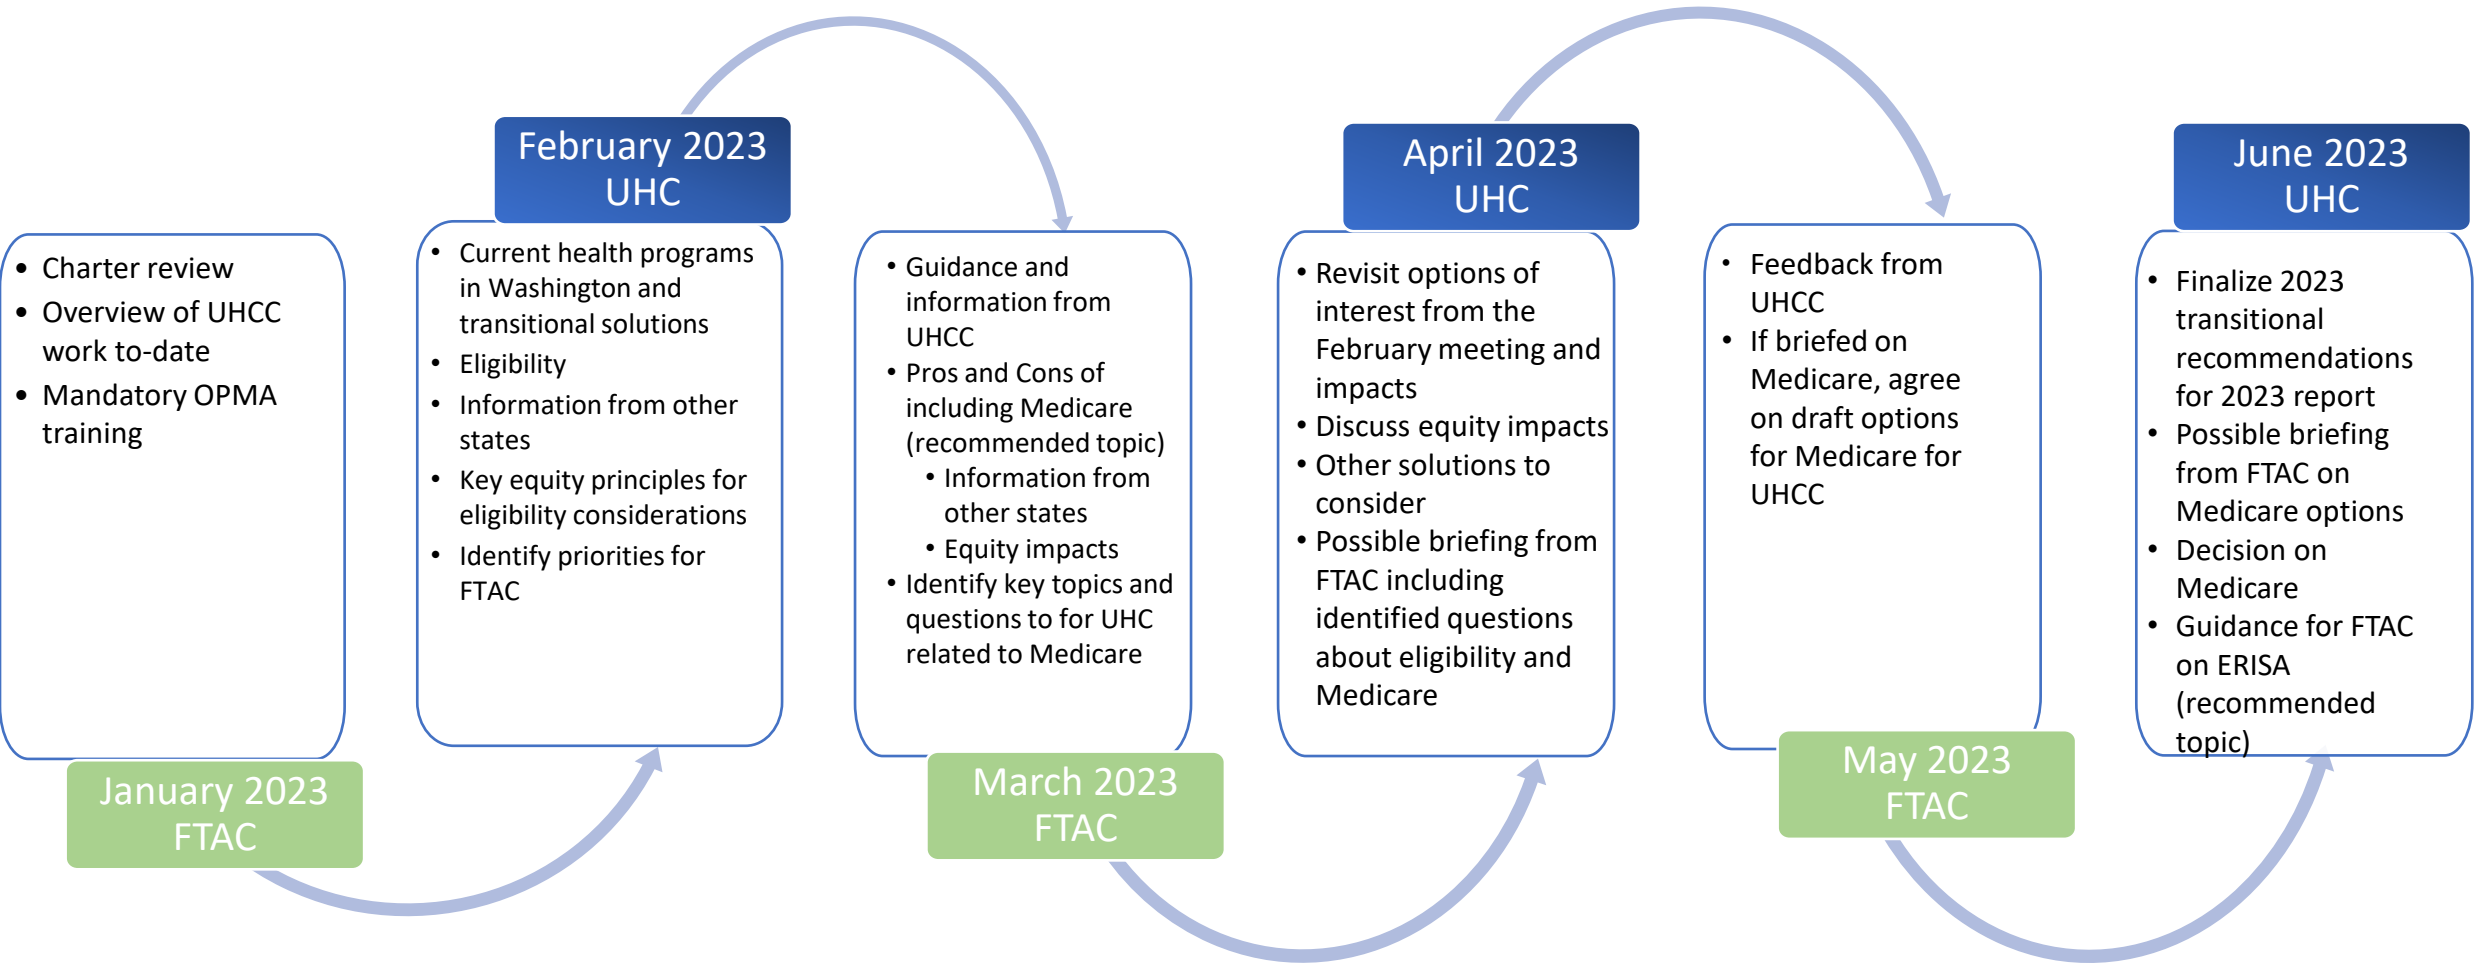 • Charter review
• Overview of UHCC
work to-date
• Mandatory OPMA
training
January 2023
FTAC
February 2023
UHC
• Current health programs
in Washington and
transitional solutions
• Eligibility
• Information from other
states
• Key equity principles for
eligibility considerations
• Identify priorities for
FTAC
• Guidance and
information from
UHCC
• Pros and Cons of
including Medicare
(recommended topic)
• Information from
other states
• Equity impacts
• Identify key topics and
questions to for UHC
related to Medicare
March 2023
FTAC
April 2023
UHC
• Revisit options of
interest from the
February meeting and
impacts
• Discuss equity impacts
• Other solutions to
consider
• Possible briefing from
FTAC including
identified questions
about eligibility and
Medicare
• Feedback from
UHCC
• If briefed on
Medicare, agree
on draft options
for Medicare for
UHCC
May 2023
FTAC
June 2023
UHC
• Finalize 2023
transitional
recommendations
for 2023 report
• Possible briefing
from FTAC on
Medicare options
• Decision on
Medicare
• Guidance for FTAC
on ERISA
(recommended
topic)